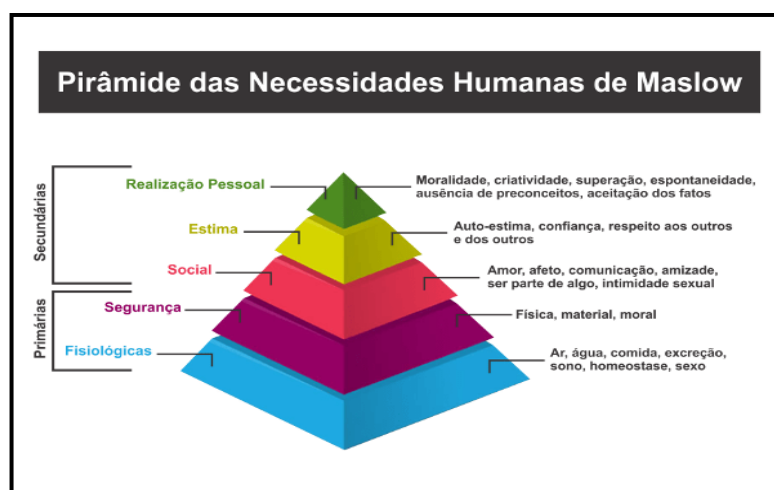 Pirâmide das Necessidades Humanas de Maslow
Secundárias
Realização Pessoal
Moralidade, criatividade, superação, espontaneidade,
ausência de preconceitos, aceitação dos fatos
Estima
Auto-estima, confiança, respeito aos outros
e dos outros
Social
Amor, afeto, comunicação, amizade,
ser parte de algo, intimidade sexual
Primárias
Segurança
Física, material, moral
Fisiológicas
Ar, água, comida, excreção,
sono, homeostase, sexo